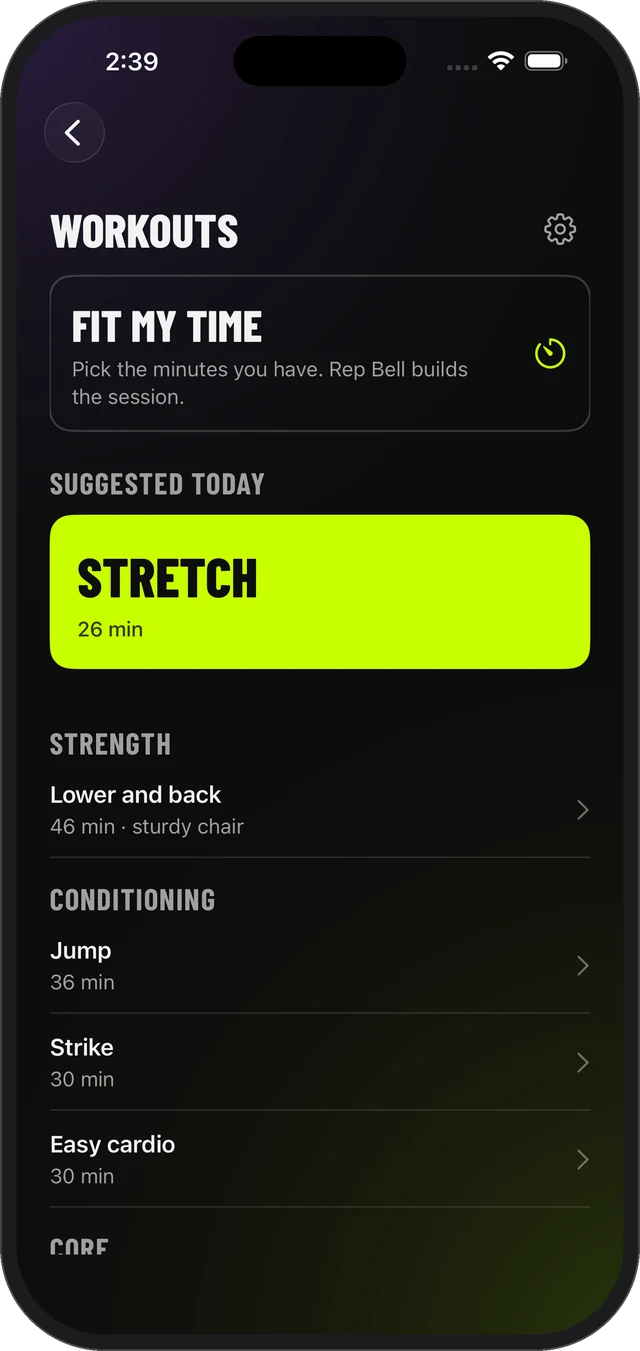 2:39
WORKOUTS
FIT MY TIME
Pick the minutes you have. Rep Bell builds
the session.
SUGGESTED TODAY
STRETCH
26 min
STRENGTH
Lower and back
46 min · sturdy chair
CONDITIONING
Jump
36 min
Strike
30 min
Easy cardio
30 min
CORE